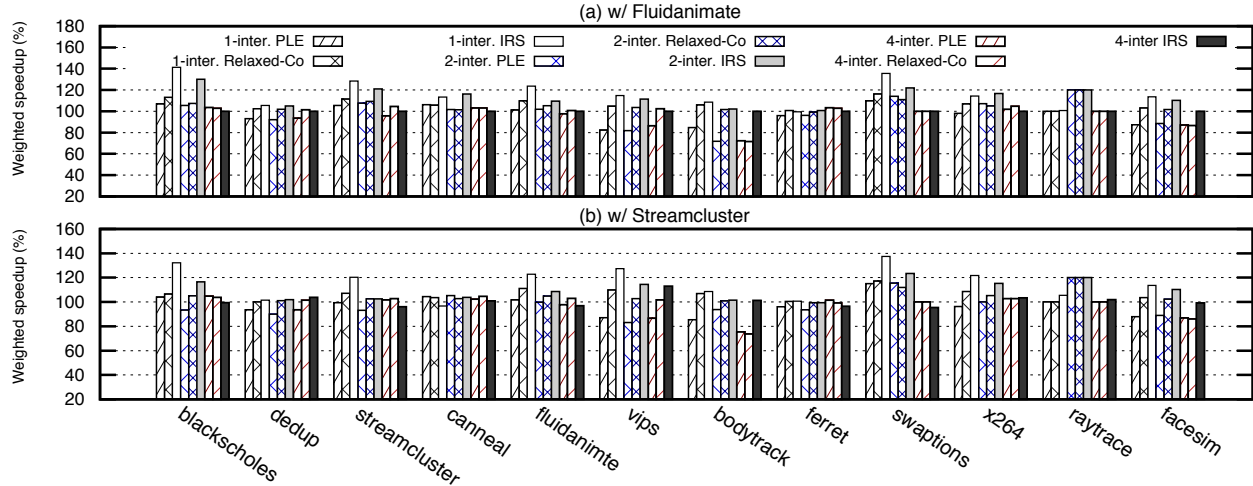 (a) w/ Fluidanimate
Weighted speedup (%)
180
160
140
120
100
80
60
40
20
1-inter. PLE
1-inter. Relaxed-Co
1-inter. IRS
2-inter. PLE
2-inter. Relaxed-Co
2-inter. IRS
4-inter. PLE
4-inter. Relaxed-Co
4-inter IRS
(b) w/ Streamcluster
Weighted speedup (%)
160
140
120
100
80
60
40
20
blackscholes
dedup
streamcluster
canneal
fluidanimte
vips
bodytrack
ferret
swaptions
x264
raytrace
facesim